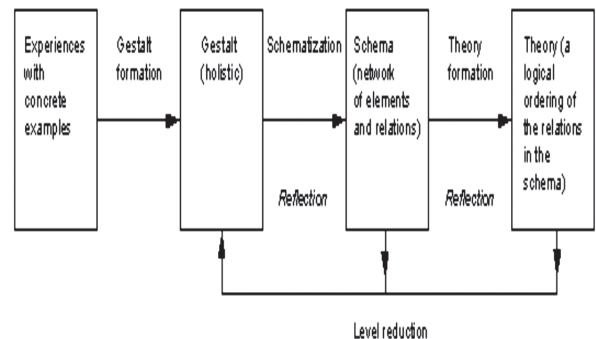 Experiences
with
concrete
examples
Gestalt
formation
Gestalt
(holistic)
Schematization
Reflection
Schema
(network
of elements
and relations)
Theory
formation
Reflection
Theory (a
logical
ordering of
the relations
in the
schema)
Level reduction